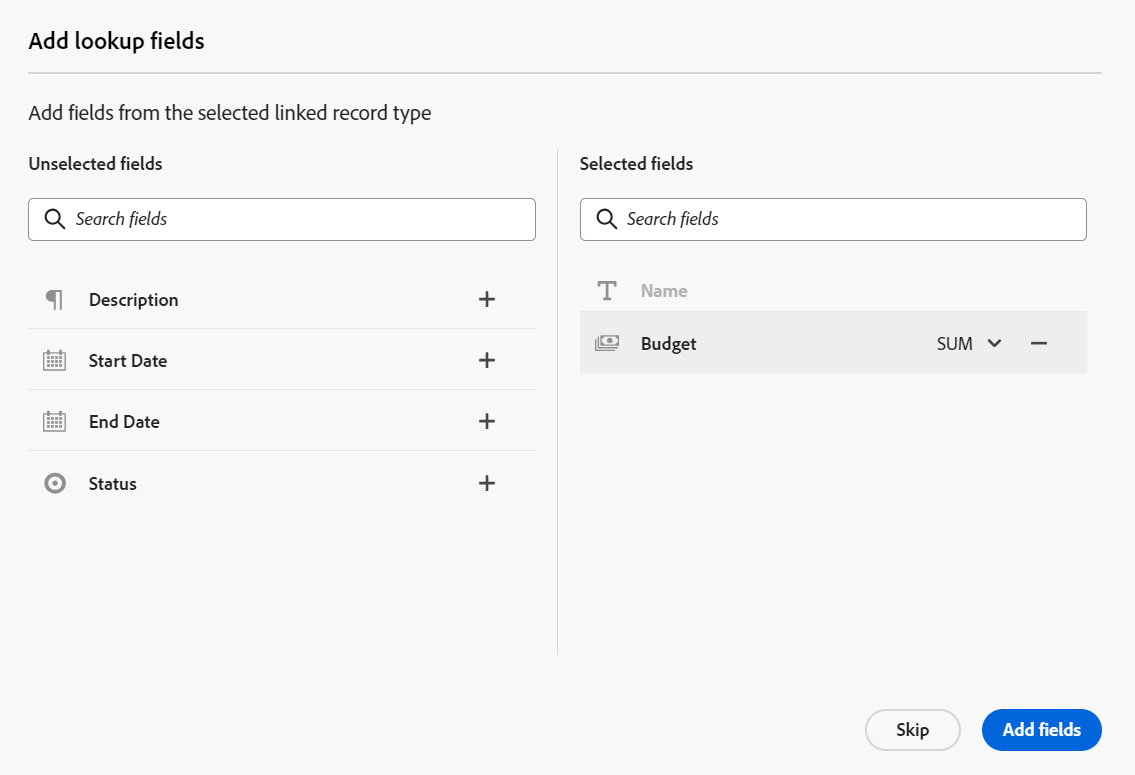 Add lookup fields
Add fields from the selected linked record type
Unselected fields
Search fields
Description
Start Date
End Date
Status
Selected fields
Search fields
Name
Budget SUM
Skip Add fields